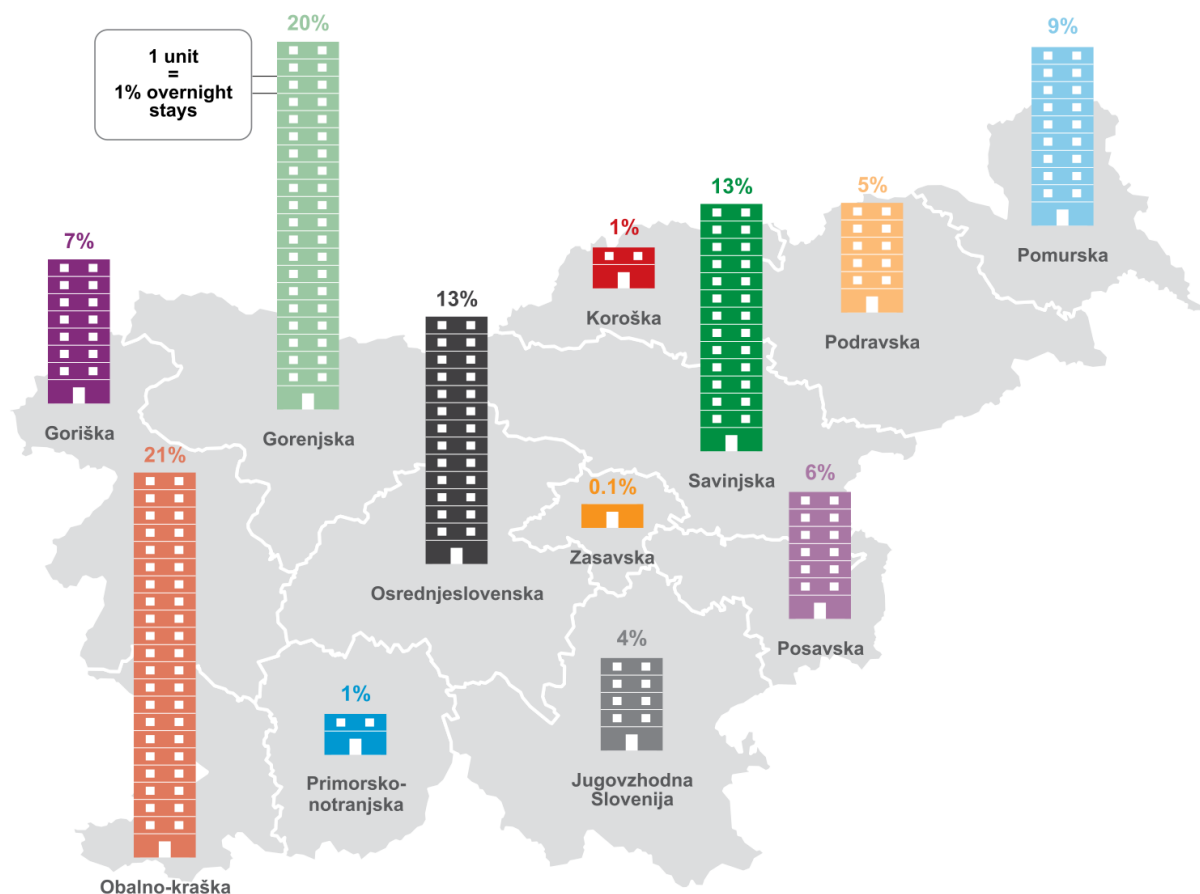 20%
9%
1 unit
=
1% overnight
stays
13%
5%
7%
1%
Pomurska
13%
Koroška
Podravska
Goriška
Gorenjska
21%
Savinjska
6%
0.1%
Zasavska
Osrednjeslovenska
4%
Posavska
1%
Primorsko-
notranjska
Jugovzhodna
Slovenija
Obalno-kraška